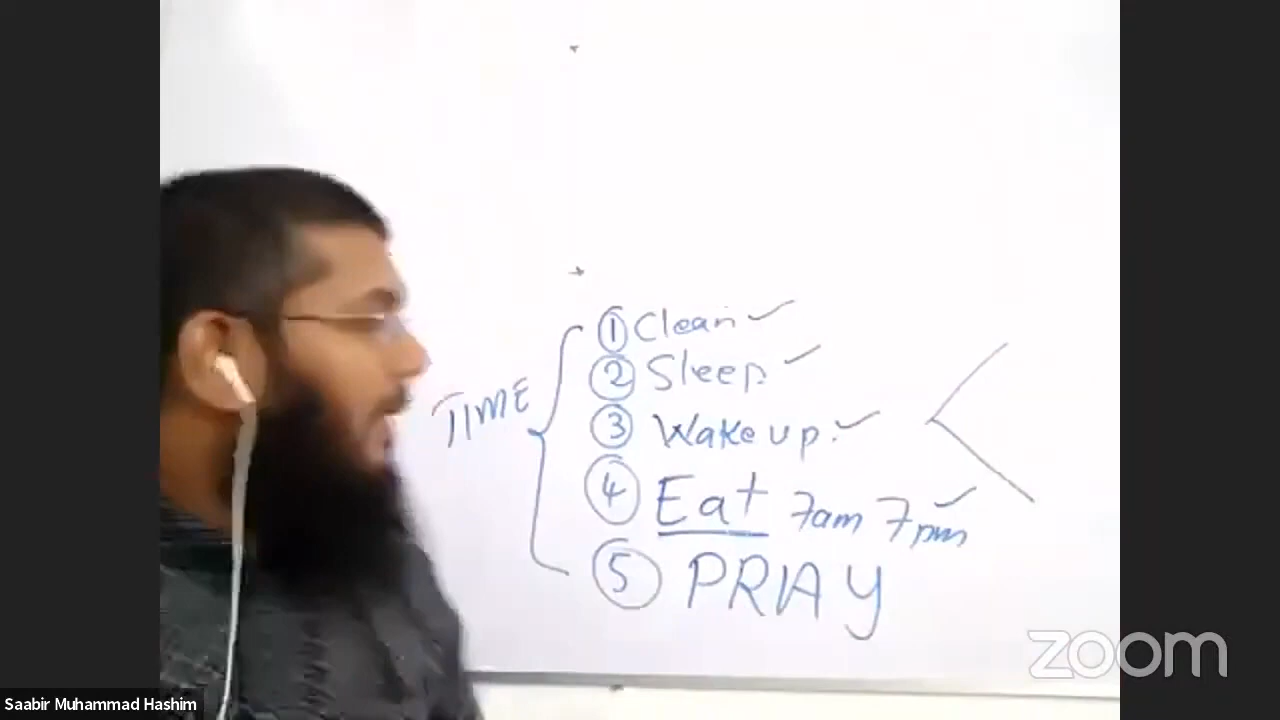 ① Clean ✓
② Sleep. ✓
TIME
③ Wake up. ✓
④ Eat 7am 7pm ✓
⑤ PRAY
zoom
Saabir Muhammad Hashim